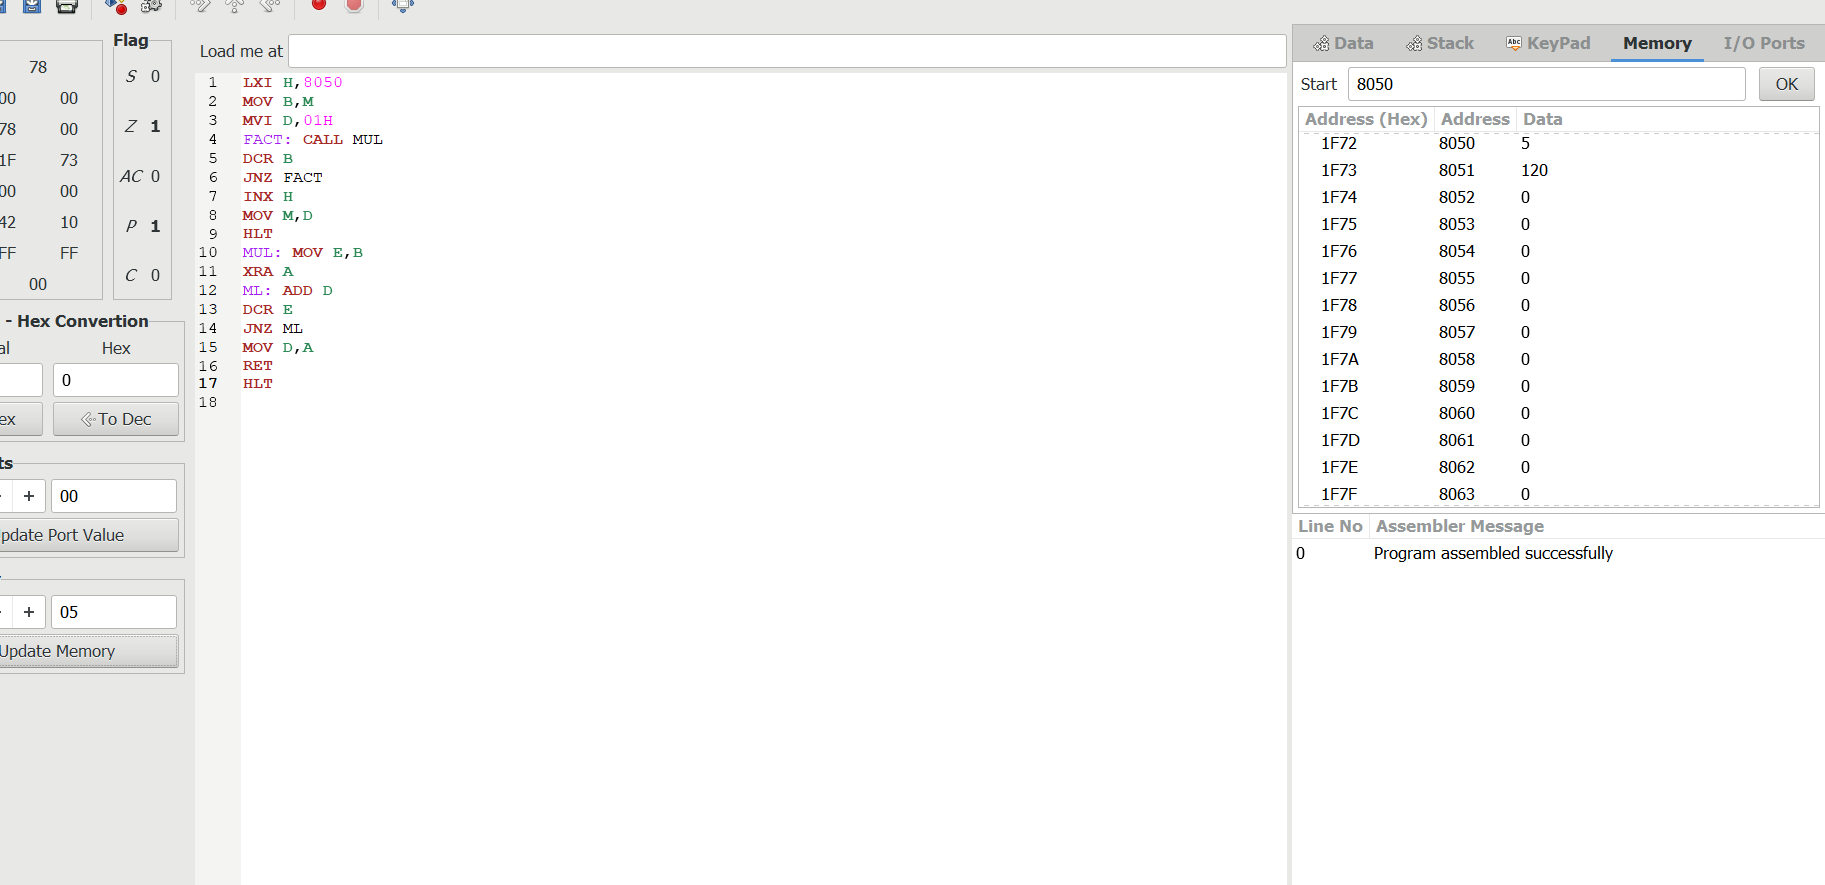 Flag
78
S 0
00 00
Z 1
78 00
1F 73
AC 0
00 00
42 10
P 1
FF FF
C 0
00
- Hex Convertion
al Hex
0
ex To Dec
ts
+ 00
pdate Port Value
+ 05
Update Memory
Load me at
1 LXI H,8050
2 MOV B,M
3 MVI D,01H
4 FACT: CALL MUL
5 DCR B
6 JNZ FACT
7 INX H
8 MOV M,D
9 HLT
10 MUL: MOV E,B
11 XRA A
12 ML: ADD D
13 DCR E
14 JNZ ML
15 MOV D,A
16 RET
17 HLT
18
Data Stack Abc KeyPad Memory I/O Ports
Start 8050 OK
Address (Hex) Address Data
1F72 8050 5
1F73 8051 120
1F74 8052 0
1F75 8053 0
1F76 8054 0
1F77 8055 0
1F78 8056 0
1F79 8057 0
1F7A 8058 0
1F7B 8059 0
1F7C 8060 0
1F7D 8061 0
1F7E 8062 0
1F7F 8063 0
Line No Assembler Message
0 Program assembled successfully